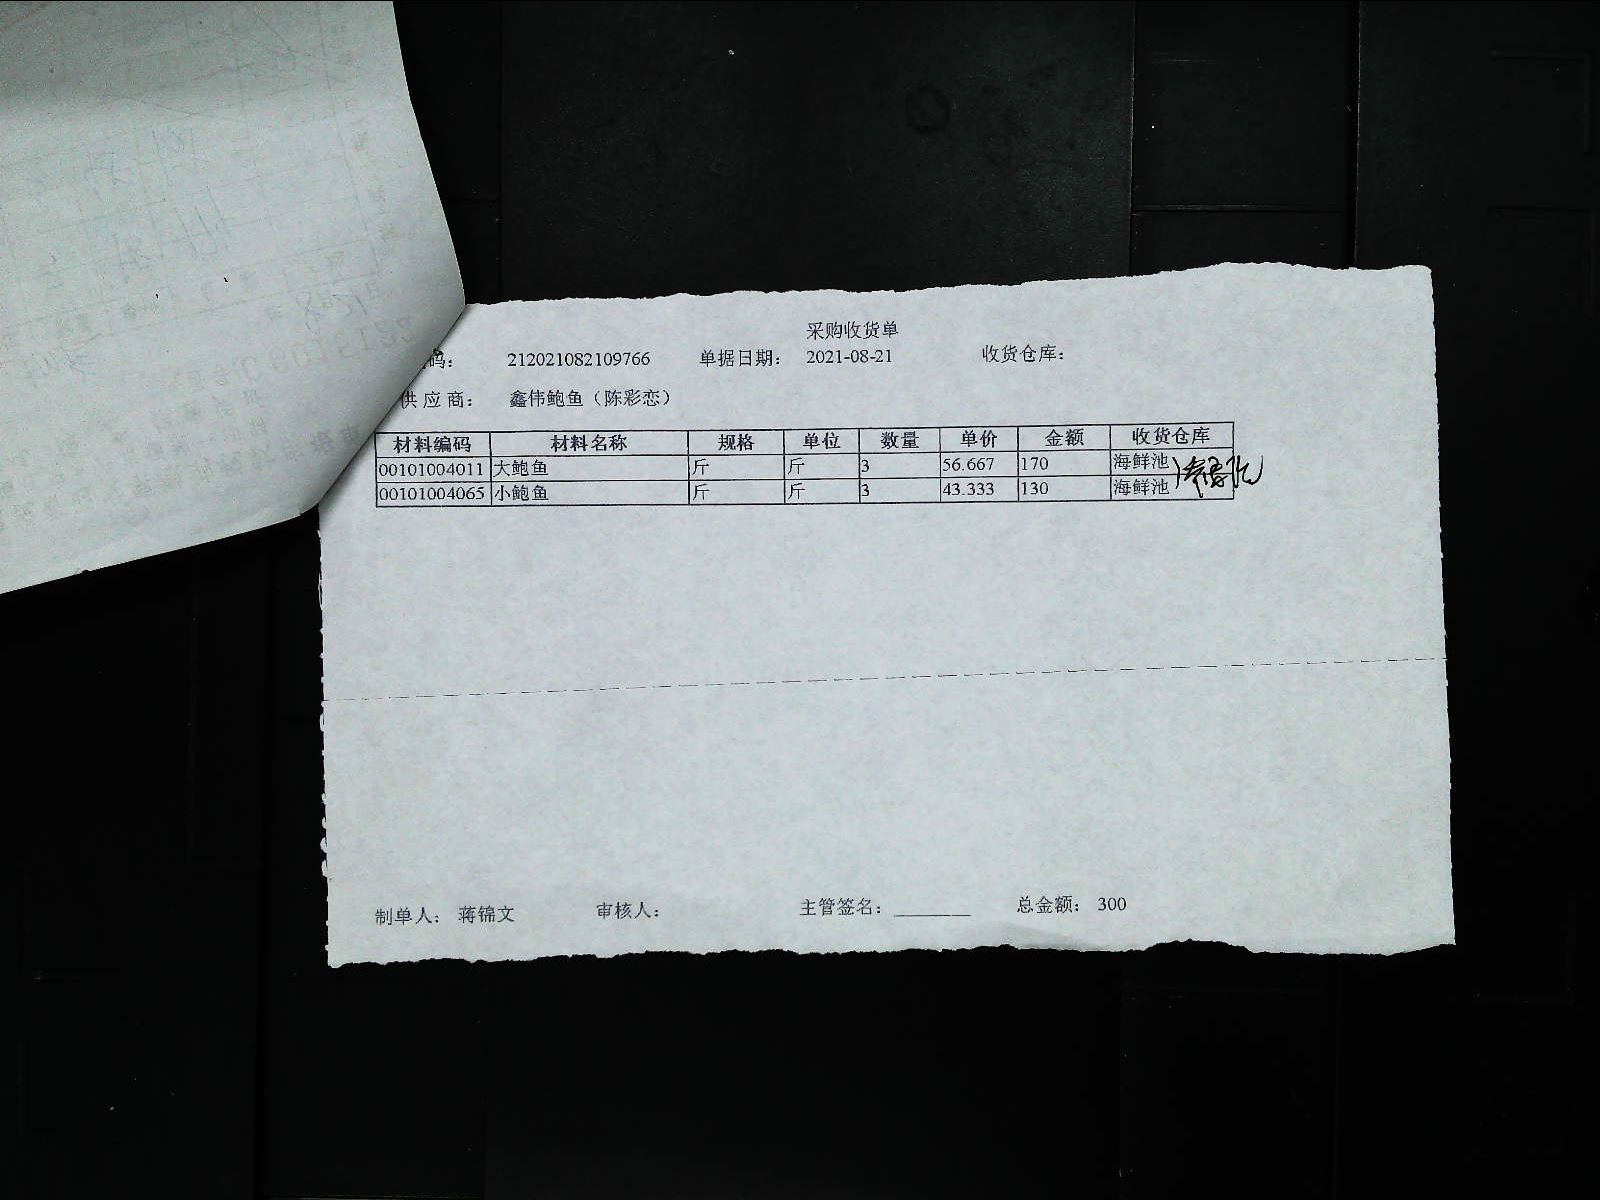 采购收货单
码： 212021082109766 单据日期： 2021-08-21 收货仓库：
供应商： 鑫伟鲍鱼（陈彩恋）
材料编码 材料名称 规格 单位 数量 单价 金额 收货仓库
00101004011 大鲍鱼 斤 斤 3 56.667 170 海鲜池
00101004065 小鲍鱼 斤 斤 3 43.333 130 海鲜池
制单人： 蒋锦文 审核人： 主管签名： ________ 总金额： 300